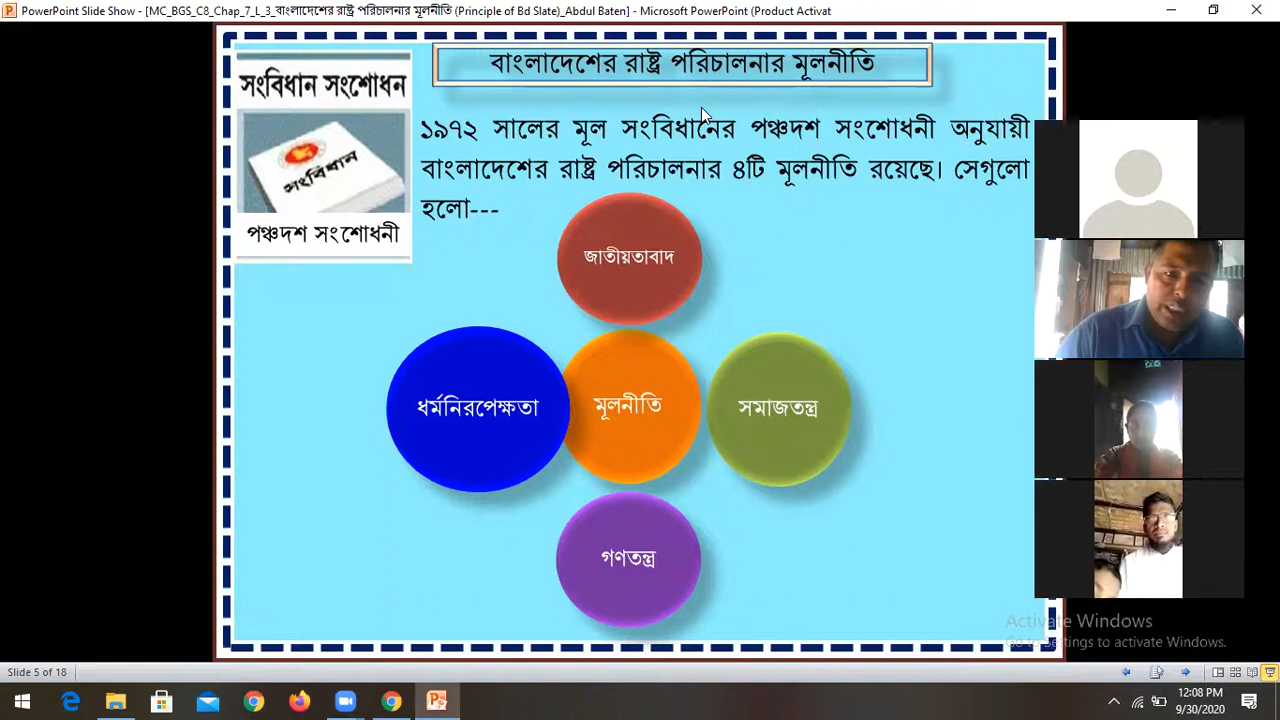 PowerPoint Slide Show - [MC_BGS_C8_Chap_7_L_3_বাংলাদেশের রাষ্ট্র পরিচালনার মূলনীতি (Principle of Bd Slate)_Abdul Baten] - Microsoft PowerPoint (Product Activat
বাংলাদেশের রাষ্ট্র পরিচালনার মূলনীতি
সংবিধান সংশোধন
সংবিধান
পঞ্চদশ সংশোধনী
১৯৭২ সালের মূল সংবিধানের পঞ্চদশ সংশোধনী অনুযায়ী
বাংলাদেশের রাষ্ট্র পরিচালনার ৪টি মূলনীতি রয়েছে। সেগুলো
হলো---
জাতীয়তাবাদ
ধর্মনিরপেক্ষতা
মূলনীতি
সমাজতন্ত্র
গণতন্ত্র
Activate Windows
Go to Settings to activate Windows.
Slide 5 of 18
12:08 PM
9/30/2020